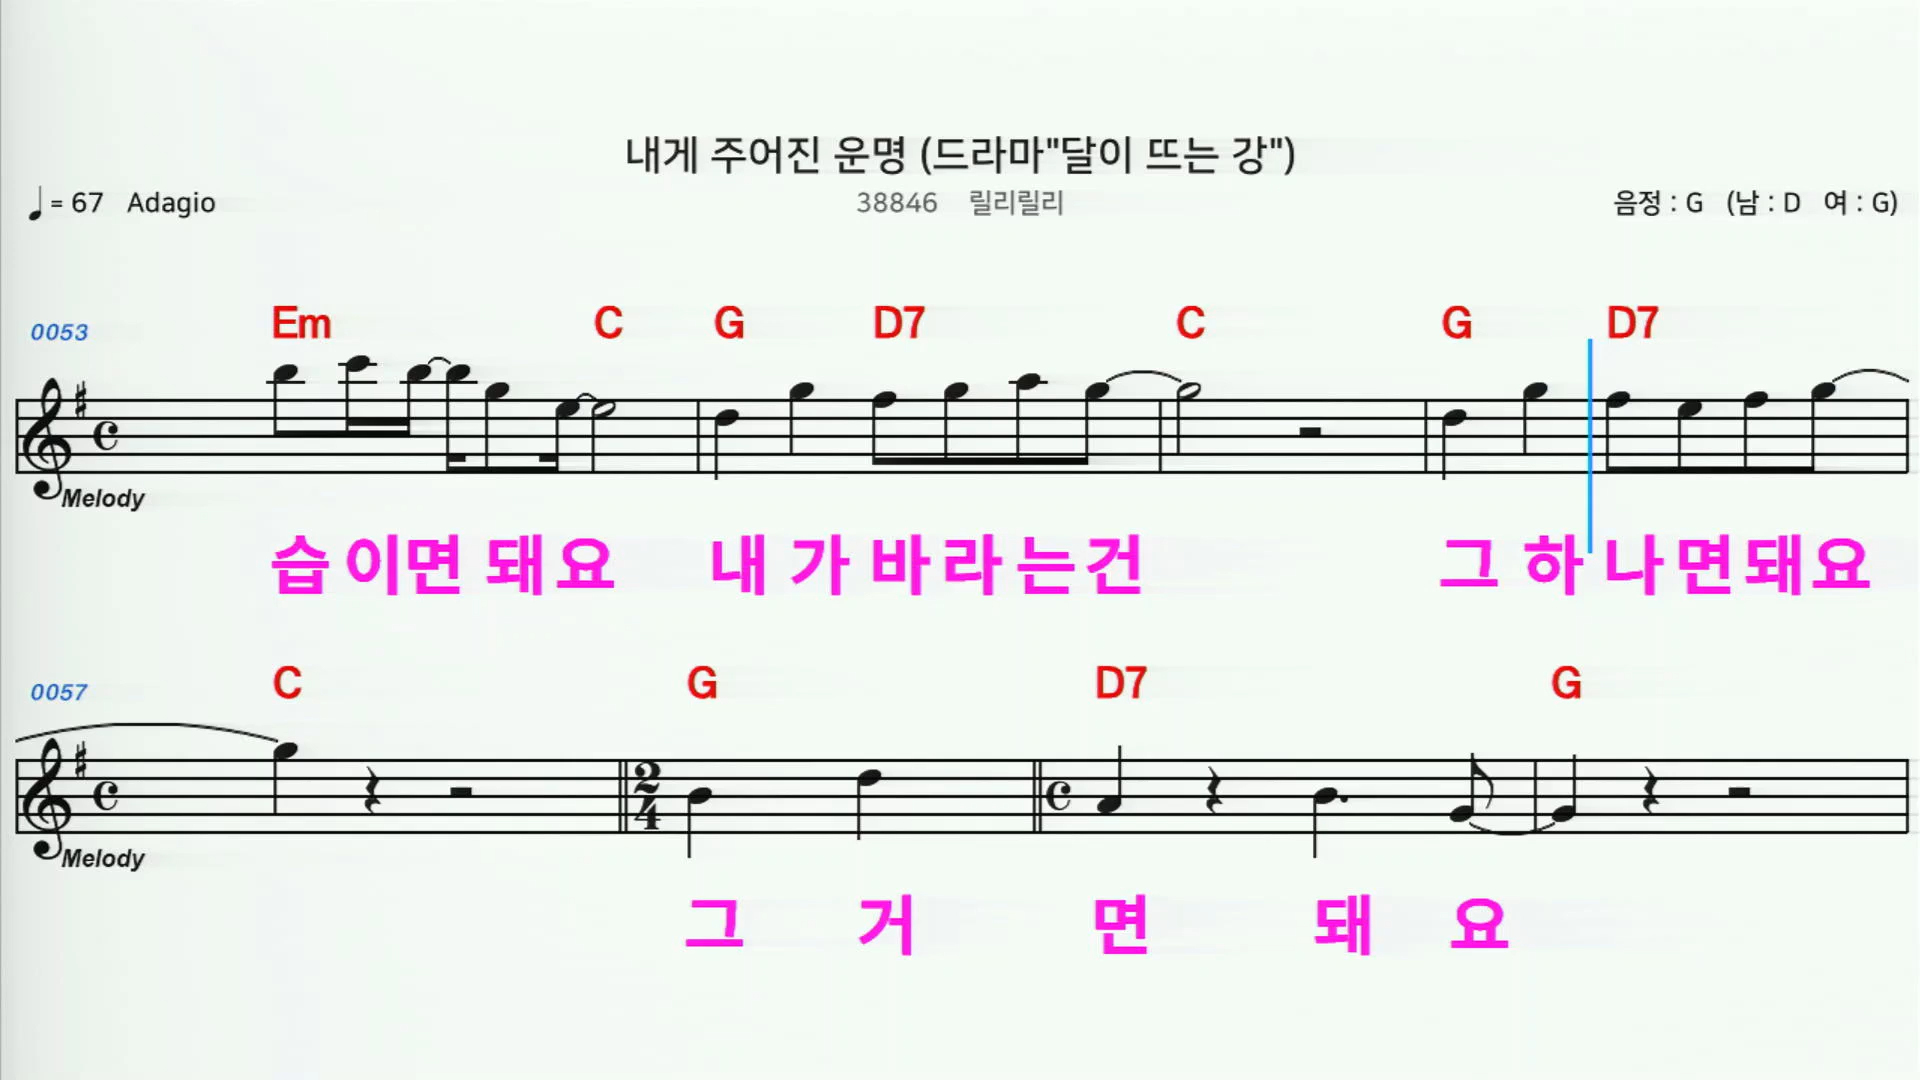 내게 주어진 운명 (드라마"달이 뜨는 강")
♩= 67 Adagio
38846 릴리릴리
음정 : G (남 : D 여 : G)
0053
Em C G D7 C G D7
Melody
습 이면 돼요 내 가 바라는건 그 하나면돼요
0057
C G D7 G
2
4
Melody
그 거 면 돼 요